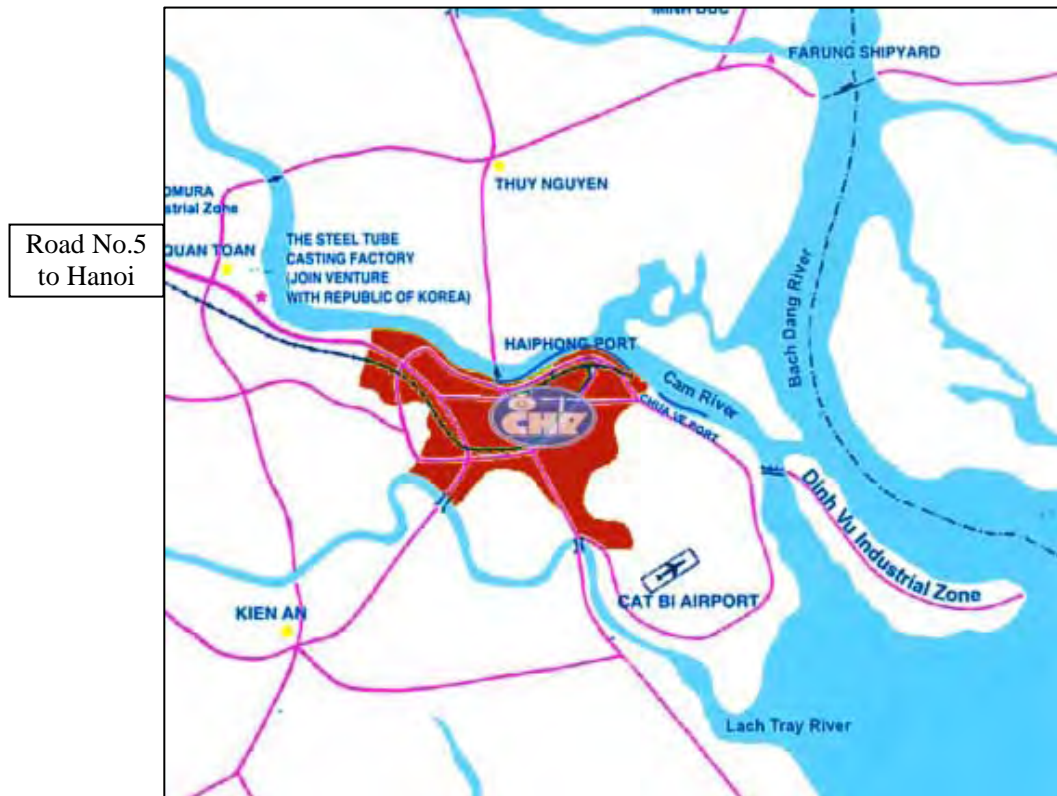 MINH DUC
FARUNG SHIPYARD
THUY NGUYEN
OMURA
strial Zone
Road No.5
to Hanoi
QUAN TOAN
THE STEEL TUBE
CASTING FACTORY
(JOIN VENTURE
WITH REPUBLIC OF KOREA)
Bach Dang River
HAIPHONG PORT
Cam River
CHUA VE PORT
Dinh Vu Industrial Zone
CAT BI AIRPORT
KIEN AN
Lach Tray River